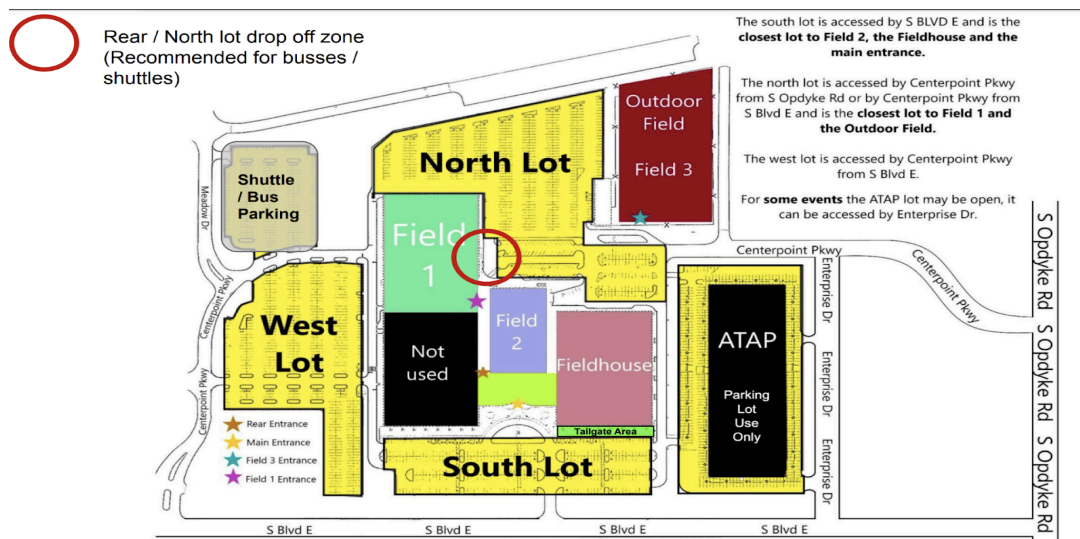 Rear / North lot drop off zone
(Recommended for busses /
shuttles)
The south lot is accessed by S BLVD E and is the
closest lot to Field 2, the Fieldhouse and the
main entrance.
The north lot is accessed by Centerpoint Pkwy
from S Opdyke Rd or by Centerpoint Pkwy from
S Blvd E and is the closest lot to Field 1 and
the Outdoor Field.
The west lot is accessed by Centerpoint Pkwy
from S Blvd E.
For some events the ATAP lot may be open, it
can be accessed by Enterprise Dr.
Outdoor
Field
Field 3
North Lot
Shuttle
/ Bus
Parking
Meadow Dr
Field
1
Centerpoint Pkwy
Centerpoint Pkwy
S Opdyke Rd
S Opdyke Rd
S Opdyke Rd
Enterprise Dr
Enterprise Dr
Enterprise Dr
Centerpoint Pkwy
Centerpoint Pkwy
West
Lot
Field
2
Not
used
Fieldhouse
ATAP
Parking
Lot
Use
Only
Rear Entrance
Main Entrance
Field 3 Entrance
Field 1 Entrance
Tailgate Area
South Lot
S Blvd E
S Blvd E
S Blvd E
S Blvd E